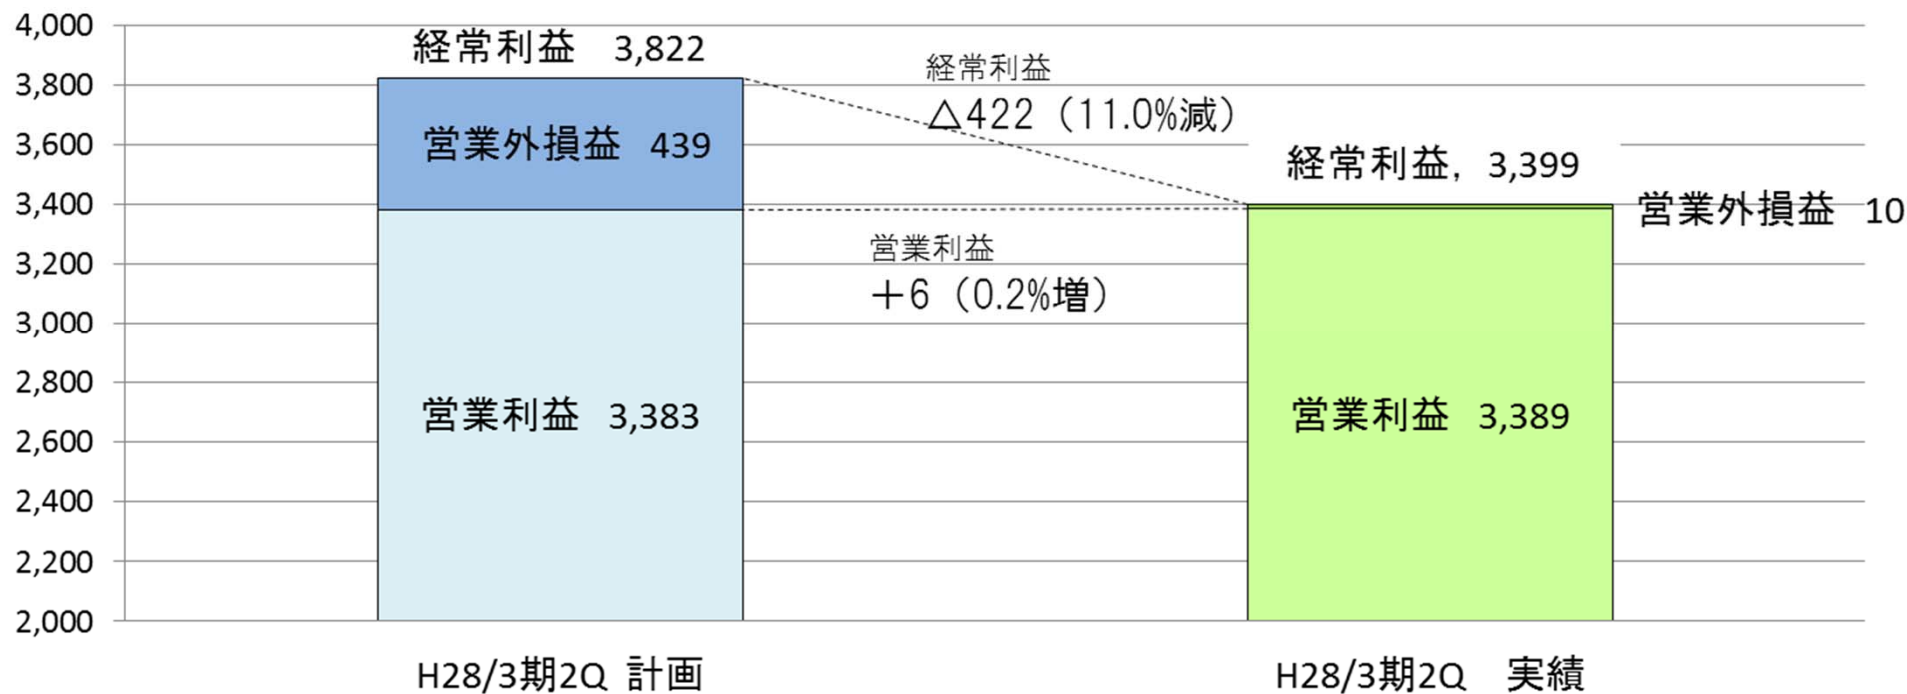 4,000
3,800
3,600
3,400
3,200
3,000
2,800
2,600
2,400
2,200
2,000
経常利益 3,822
営業外損益 439
営業利益 3,383
経常利益
△422（11.0%減）
営業利益
＋6（0.2%増）
経常利益, 3,399
営業外損益 10
営業利益 3,389
H28/3期2Q 計画
H28/3期2Q 実績